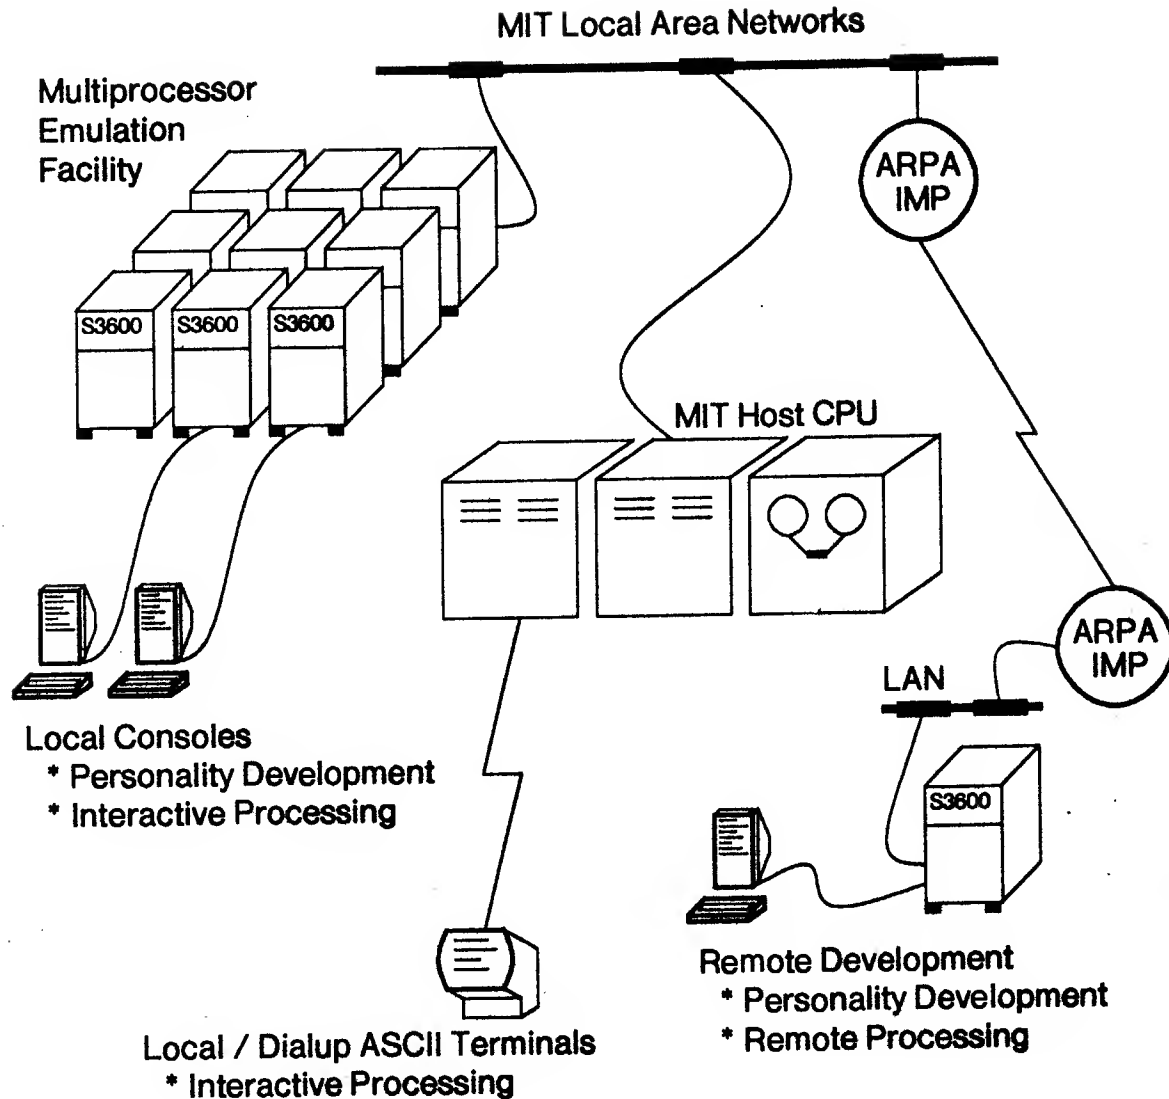 MIT Local Area Networks
Multiprocessor
Emulation
Facility
ARPA
IMP
S3600
S3600
S3600
MIT Host CPU
ARPA
IMP
LAN
Local Consoles
* Personality Development
* Interactive Processing
S3600
Remote Development
* Personality Development
* Remote Processing
Local / Dialup ASCII Terminals
* Interactive Processing